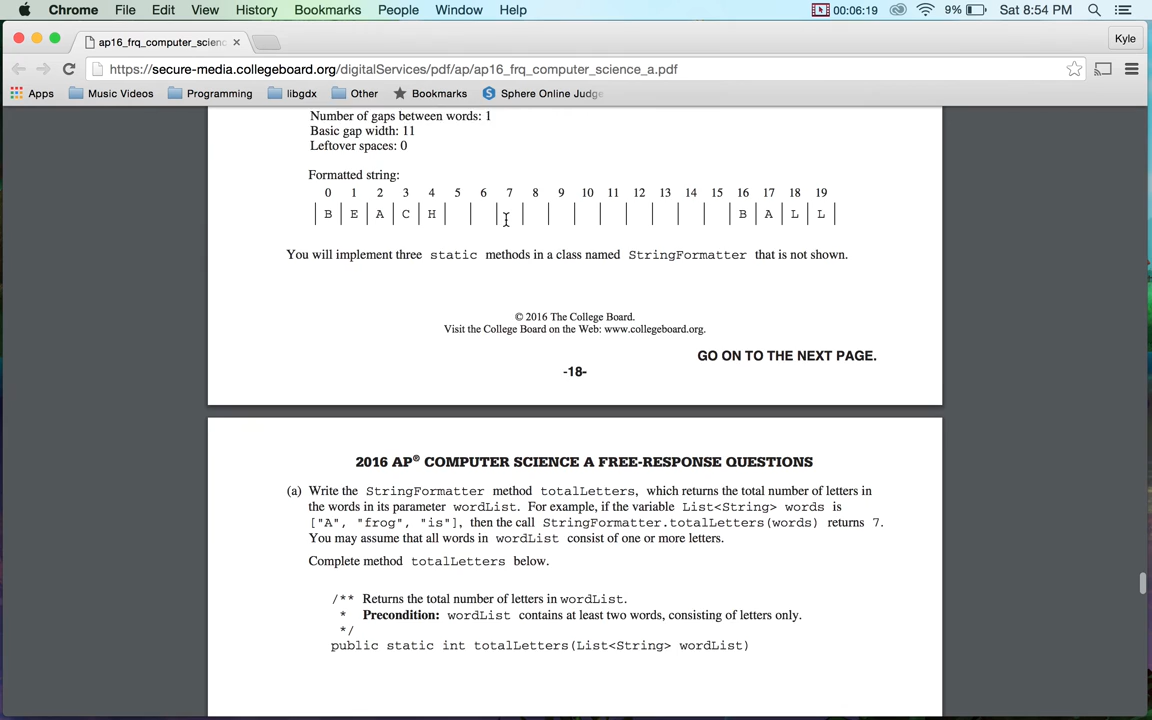 Chrome File Edit View History Bookmarks People Window Help 00:06:19 9% Sat 8:54 PM
ap16_frq_computer_scienc Kyle
https://secure-media.collegeboard.org/digitalServices/pdf/ap/ap16_frq_computer_science_a.pdf
Apps Music Videos Programming libgdx Other Bookmarks Sphere Online Judge
Number of gaps between words: 1
Basic gap width: 11
Leftover spaces: 0
Formatted string:
0 1 2 3 4 5 6 7 8 9 10 11 12 13 14 15 16 17 18 19
B E A C H B A L L
You will implement three static methods in a class named StringFormatter that is not shown.
© 2016 The College Board.
Visit the College Board on the Web: www.collegeboard.org.
GO ON TO THE NEXT PAGE.
-18-
2016 AP® COMPUTER SCIENCE A FREE-RESPONSE QUESTIONS
(a) Write the StringFormatter method totalLetters, which returns the total number of letters in
the words in its parameter wordList. For example, if the variable List<String> words is
["A", "frog", "is"], then the call StringFormatter.totalLetters(words) returns 7.
You may assume that all words in wordList consist of one or more letters.
Complete method totalLetters below.
/** Returns the total number of letters in wordList.
* Precondition: wordList contains at least two words, consisting of letters only.
*/
public static int totalLetters(List<String> wordList)